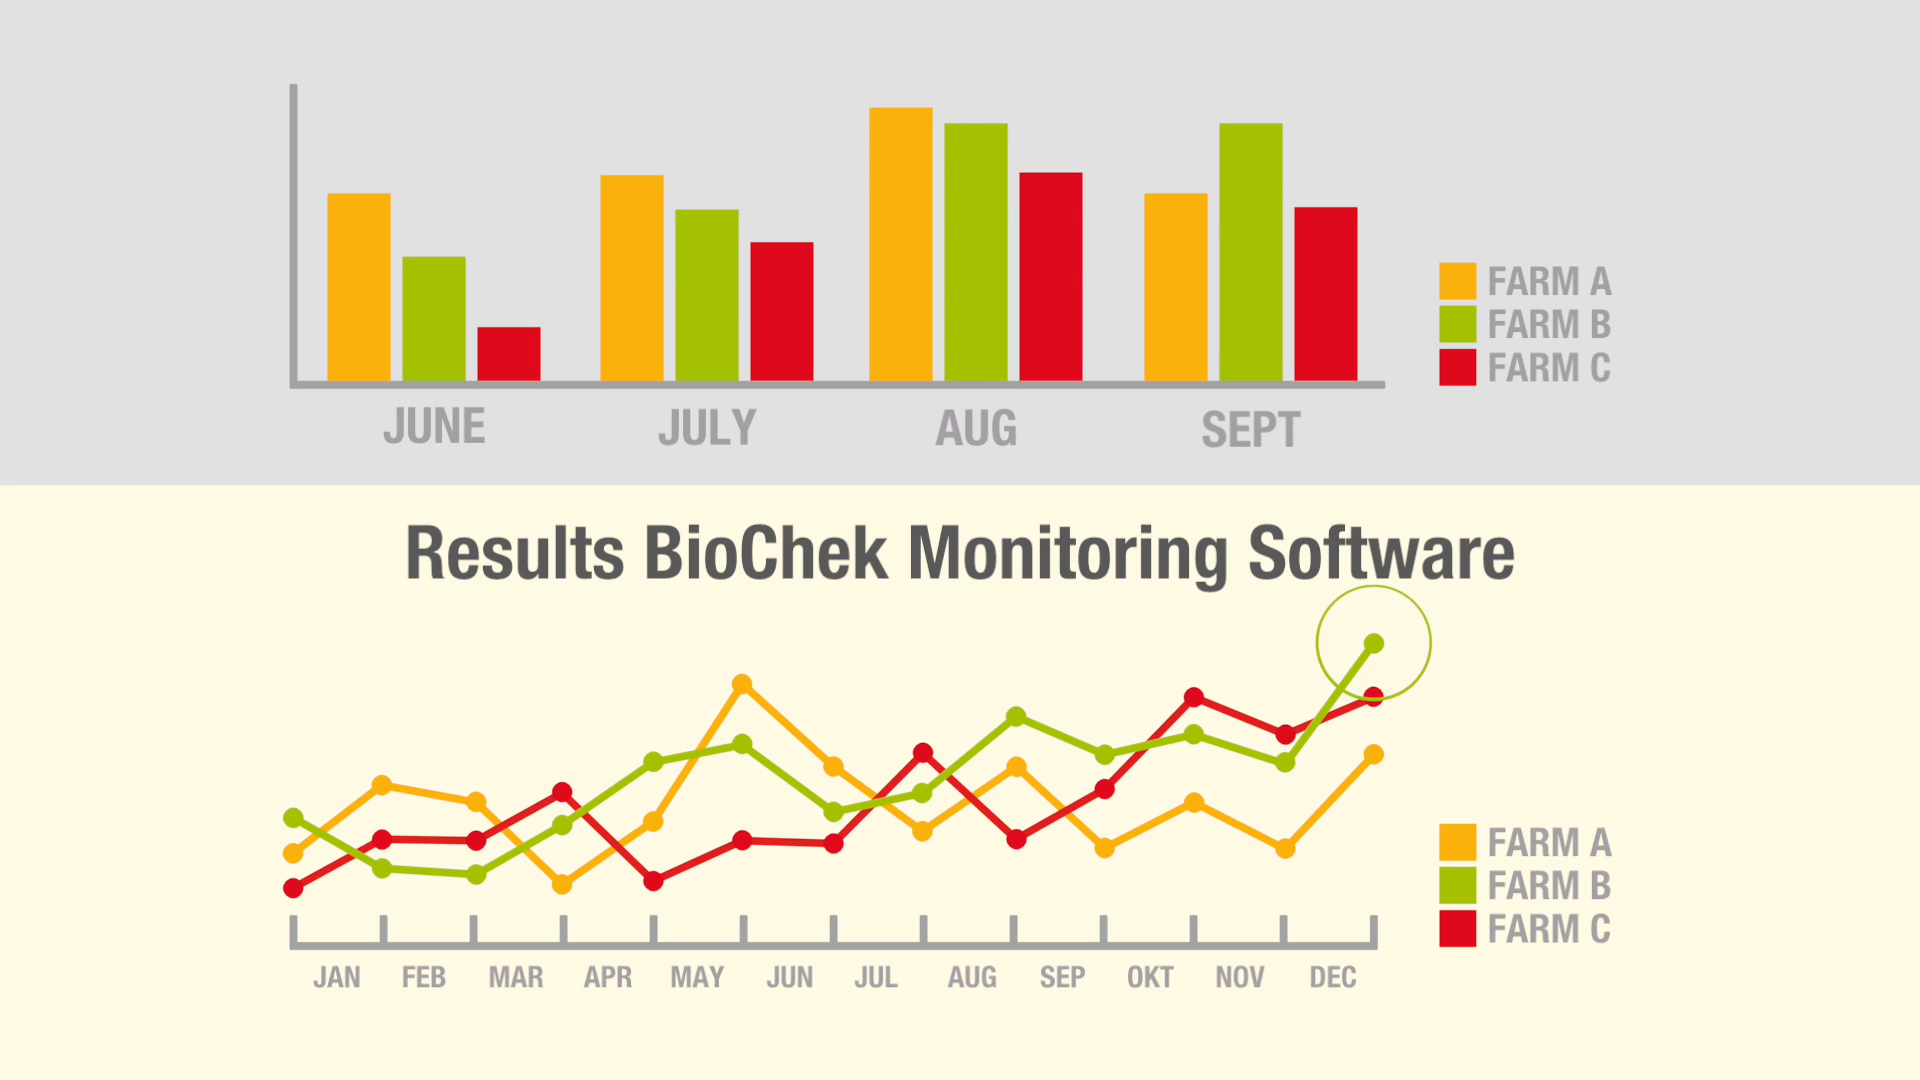 FARM A
FARM B
FARM C
JUNE JULY AUG SEPT
Results BioChek Monitoring Software
FARM A
FARM B
FARM C
JAN FEB MAR APR MAY JUN JUL AUG SEP OKT NOV DEC